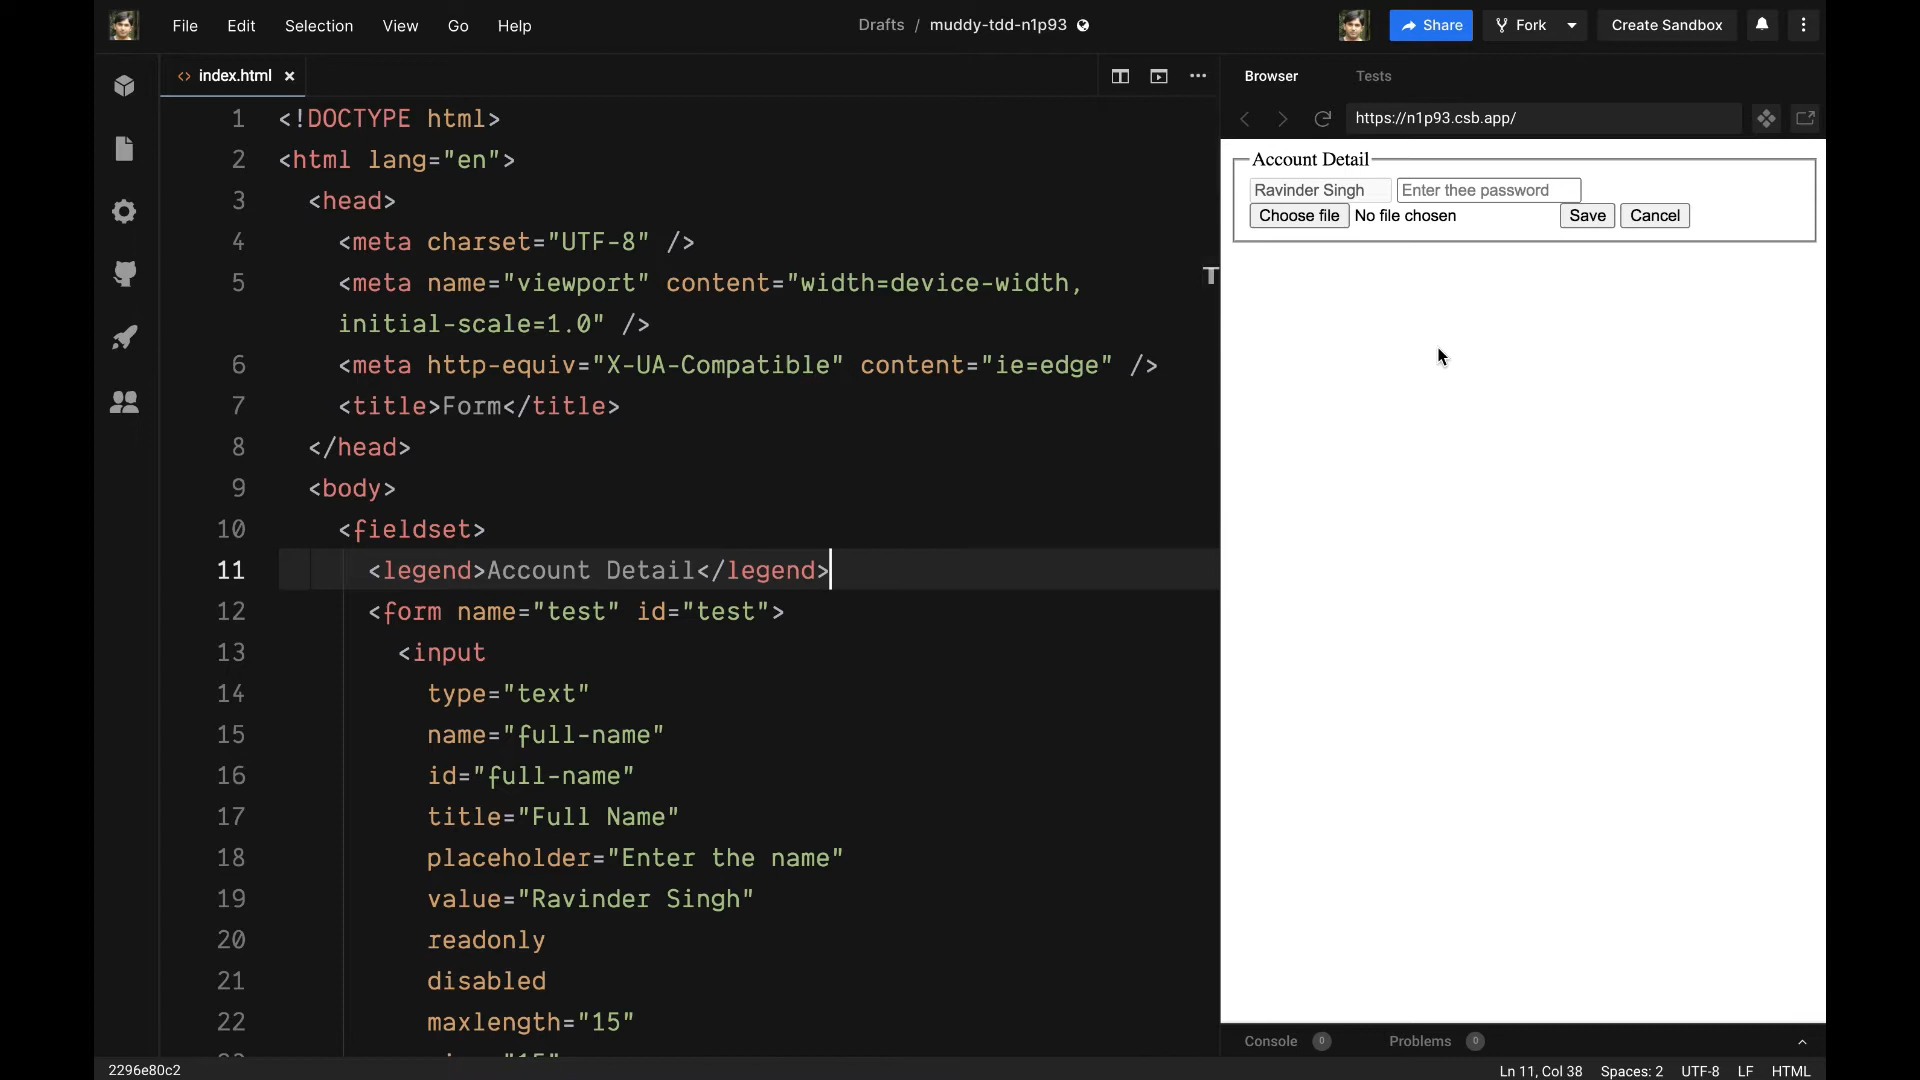 File Edit Selection View Go Help
Drafts / muddy-tdd-n1p93
Share Fork Create Sandbox
index.html
Browser Tests
https://n1p93.csb.app/
1 <!DOCTYPE html>
2 <html lang="en">
3 <head>
4 <meta charset="UTF-8" />
5 <meta name="viewport" content="width=device-width,
initial-scale=1.0" />
6 <meta http-equiv="X-UA-Compatible" content="ie=edge" />
7 <title>Form</title>
8 </head>
9 <body>
10 <fieldset>
11 <legend>Account Detail</legend>
12 <form name="test" id="test">
13 <input
14 type="text"
15 name="full-name"
16 id="full-name"
17 title="Full Name"
18 placeholder="Enter the name"
19 value="Ravinder Singh"
20 readonly
21 disabled
22 maxlength="15"
T
Account Detail
Ravinder Singh Enter thee password
Choose file No file chosen Save Cancel
Console 0 Problems 0
2296e80c2
Ln 11, Col 38 Spaces: 2 UTF-8 LF HTML